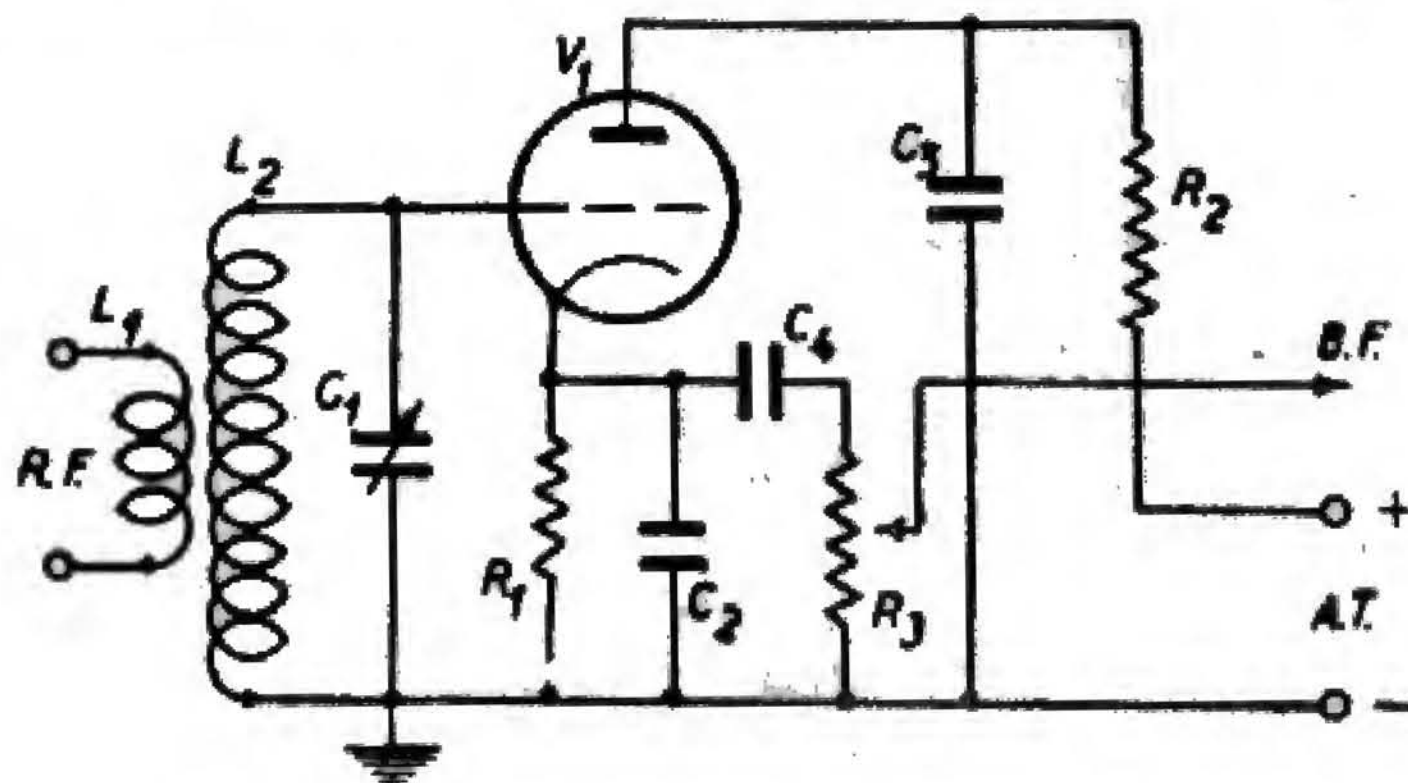 V₁
L₂
C₃
R₂
L₁
C₄
B.F.
C₁
R.F.
+
R₁
C₂
R₃
A.T.
−